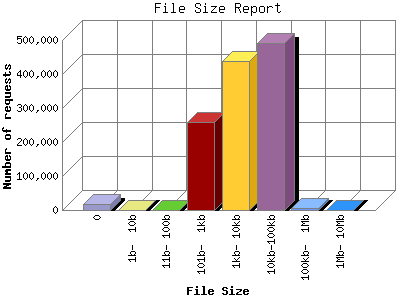 File Size Report
Number of requests
500,000
400,000
300,000
200,000
100,000
0
0
1b- 10b
11b- 100b
101b- 1kb
1kb- 10kb
10kb-100kb
100kb- 1Mb
1Mb- 10Mb
File Size